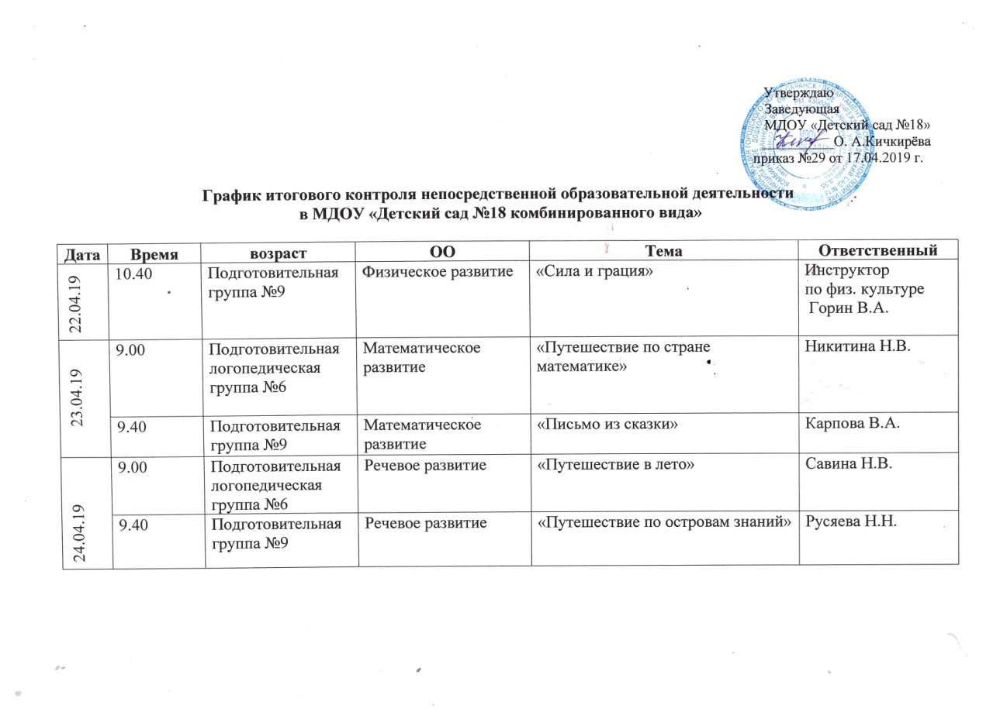 Утверждаю
Заведующая
МДОУ «Детский сад №18»
О. А.Кичкирёва
приказ №29 от 17.04.2019 г.
График итогового контроля непосредственной образовательной деятельности
в МДОУ «Детский сад №18 комбинированного вида»
Дата Время возраст ОО Тема Ответственный
22.04.19
10.40 Подготовительная Физическое развитие «Сила и грация» Инструктор
группа №9 по физ. культуре
Горин В.А.
23.04.19
9.00 Подготовительная Математическое «Путешествие по стране Никитина Н.В.
логопедическая развитие математике»
группа №6
9.40 Подготовительная Математическое «Письмо из сказки» Карпова В.А.
группа №9 развитие
24.04.19
9.00 Подготовительная Речевое развитие «Путешествие в лето» Савина Н.В.
логопедическая
группа №6
9.40 Подготовительная Речевое развитие «Путешествие по островам знаний» Русяева Н.Н.
группа №9